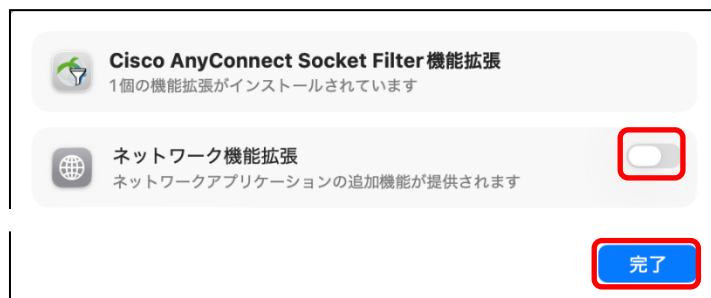 Cisco AnyConnect Socket Filter機能拡張
1個の機能拡張がインストールされています
ネットワーク機能拡張
ネットワークアプリケーションの追加機能が提供されます
完了